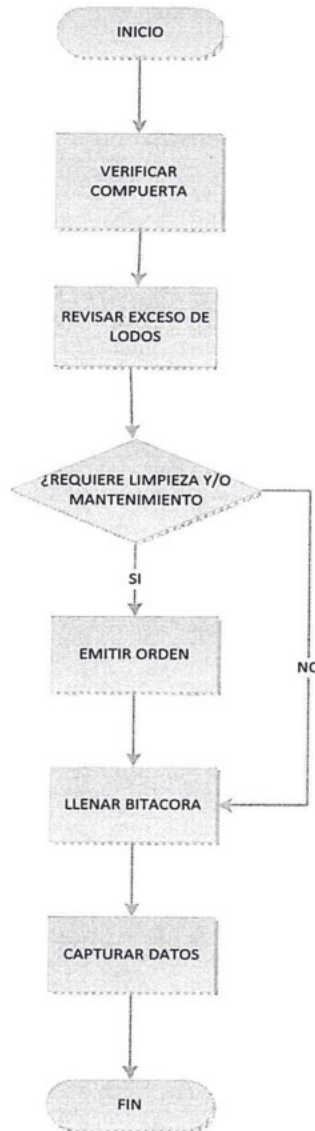 INICIO
VERIFICAR
COMPUERTA
REVISAR EXCESO DE
LODOS
¿REQUIERE LIMPIEZA Y/O
MANTENIMIENTO
SI
EMITIR ORDEN
NO
LLENAR BITACORA
CAPTURAR DATOS
FIN